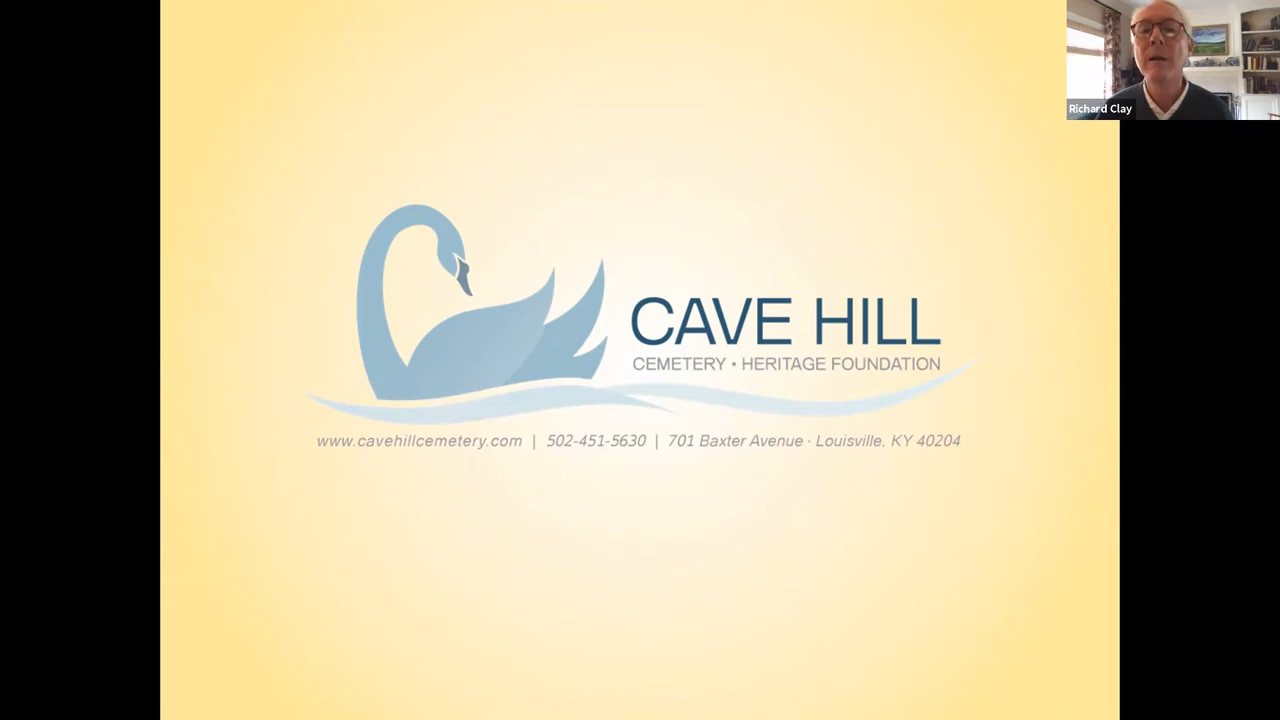 Richard Clay
CAVE HILL
CEMETERY • HERITAGE FOUNDATION
www.cavehillcemetery.com | 502-451-5630 | 701 Baxter Avenue · Louisville, KY 40204